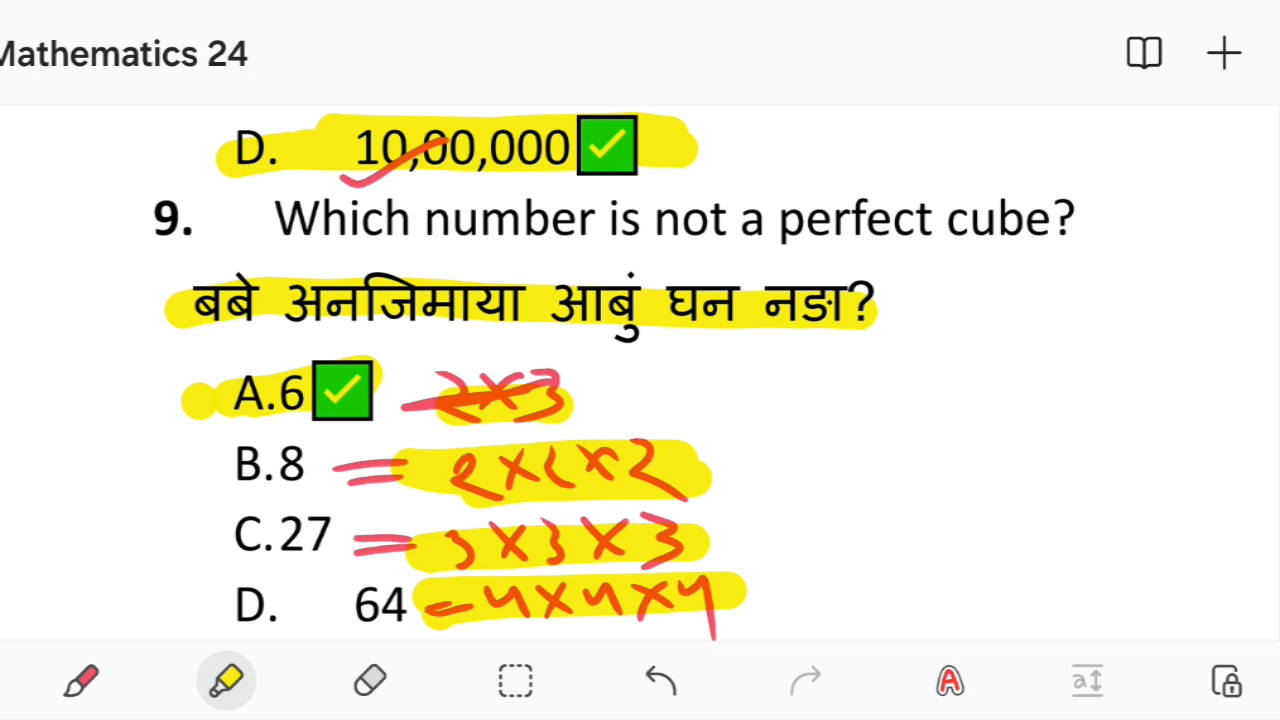 Mathematics 24
D. 10,00,000 ✓
9. Which number is not a perfect cube?
बबे अनजिमाया आबुं घन नङा?
A.6 ✓ 2×3
B.8 = 2×2×2
C.27 = 3×3×3
D. 64 = 4×4×4